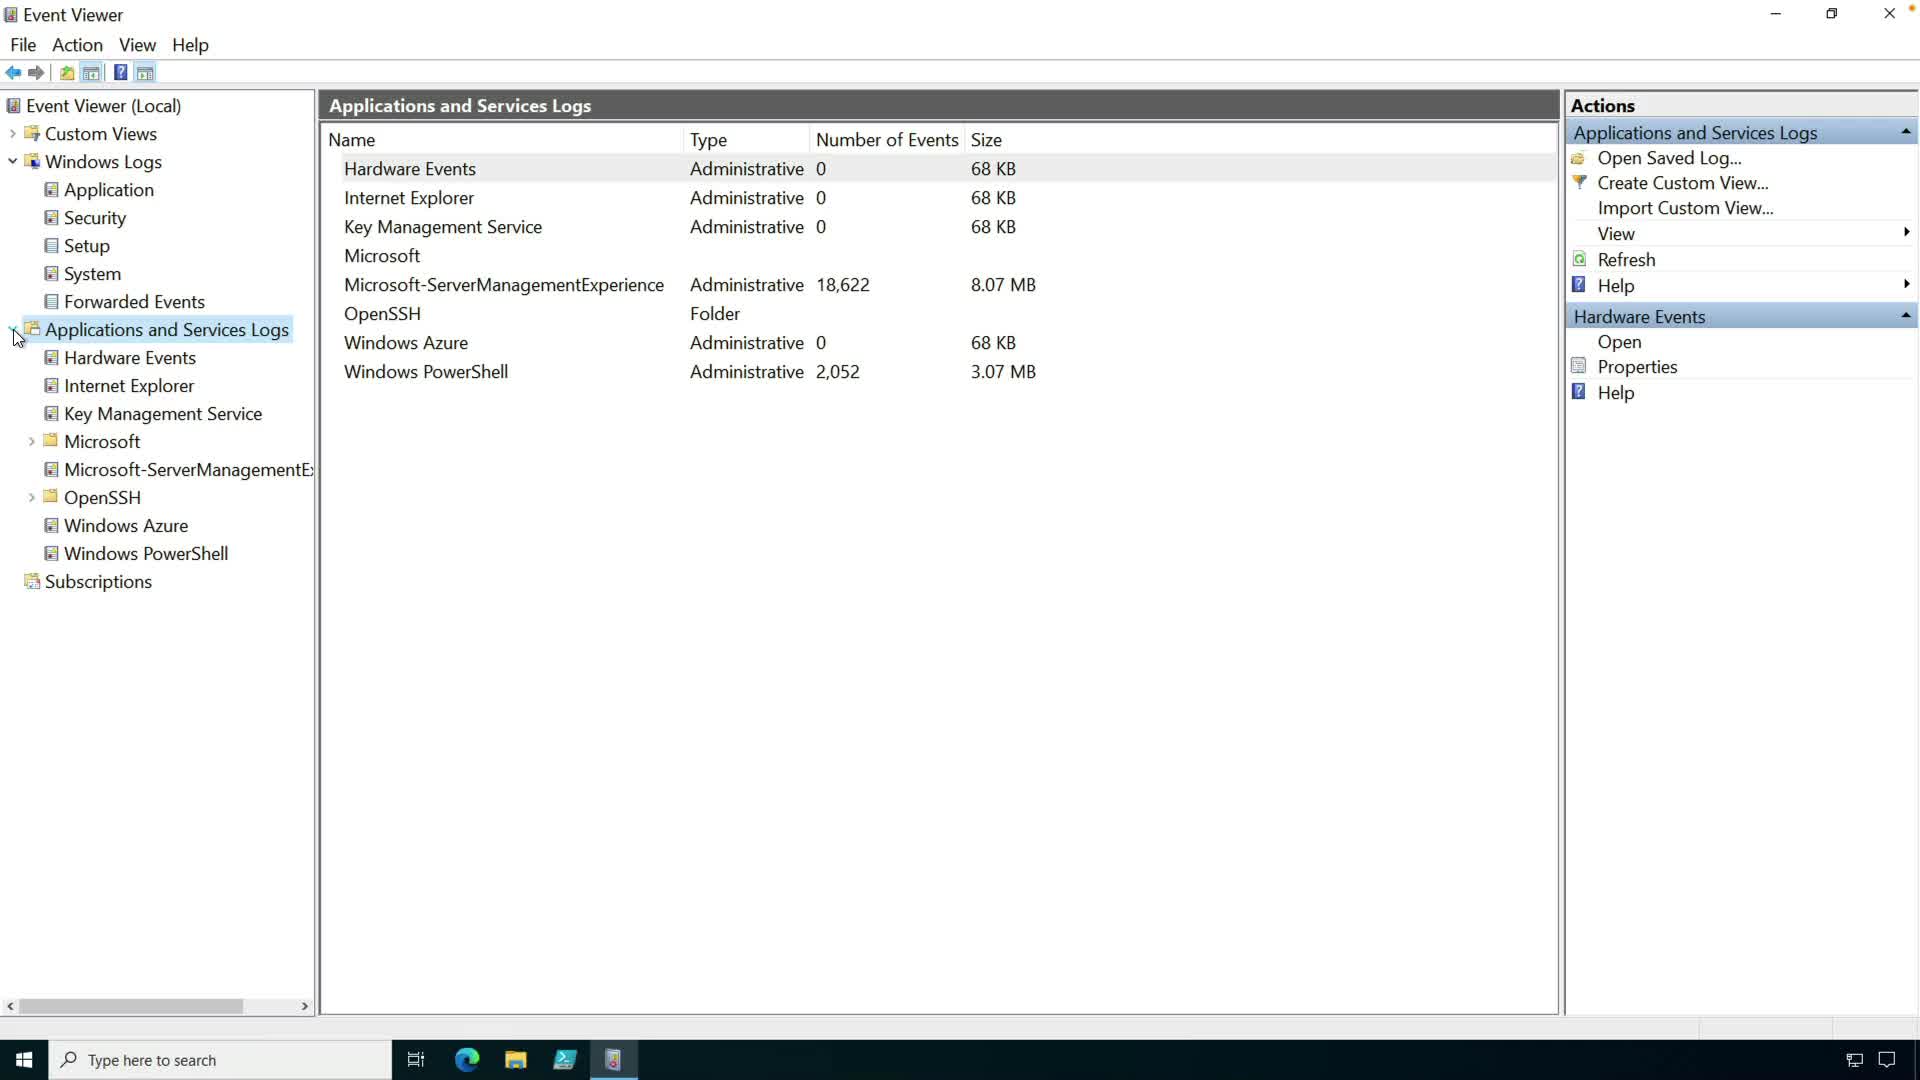 Event Viewer
File Action View Help
Event Viewer (Local)
Custom Views
Windows Logs
Application
Security
Setup
System
Forwarded Events
Applications and Services Logs
Hardware Events
Internet Explorer
Key Management Service
Microsoft
Microsoft-ServerManagementE
OpenSSH
Windows Azure
Windows PowerShell
Subscriptions
Applications and Services Logs
Name Type Number of Events Size
Hardware Events Administrative 0 68 KB
Internet Explorer Administrative 0 68 KB
Key Management Service Administrative 0 68 KB
Microsoft
Microsoft-ServerManagementExperience Administrative 18,622 8.07 MB
OpenSSH Folder
Windows Azure Administrative 0 68 KB
Windows PowerShell Administrative 2,052 3.07 MB
Actions
Applications and Services Logs
Open Saved Log...
Create Custom View...
Import Custom View...
View
Refresh
Help
Hardware Events
Open
Properties
Help
Type here to search